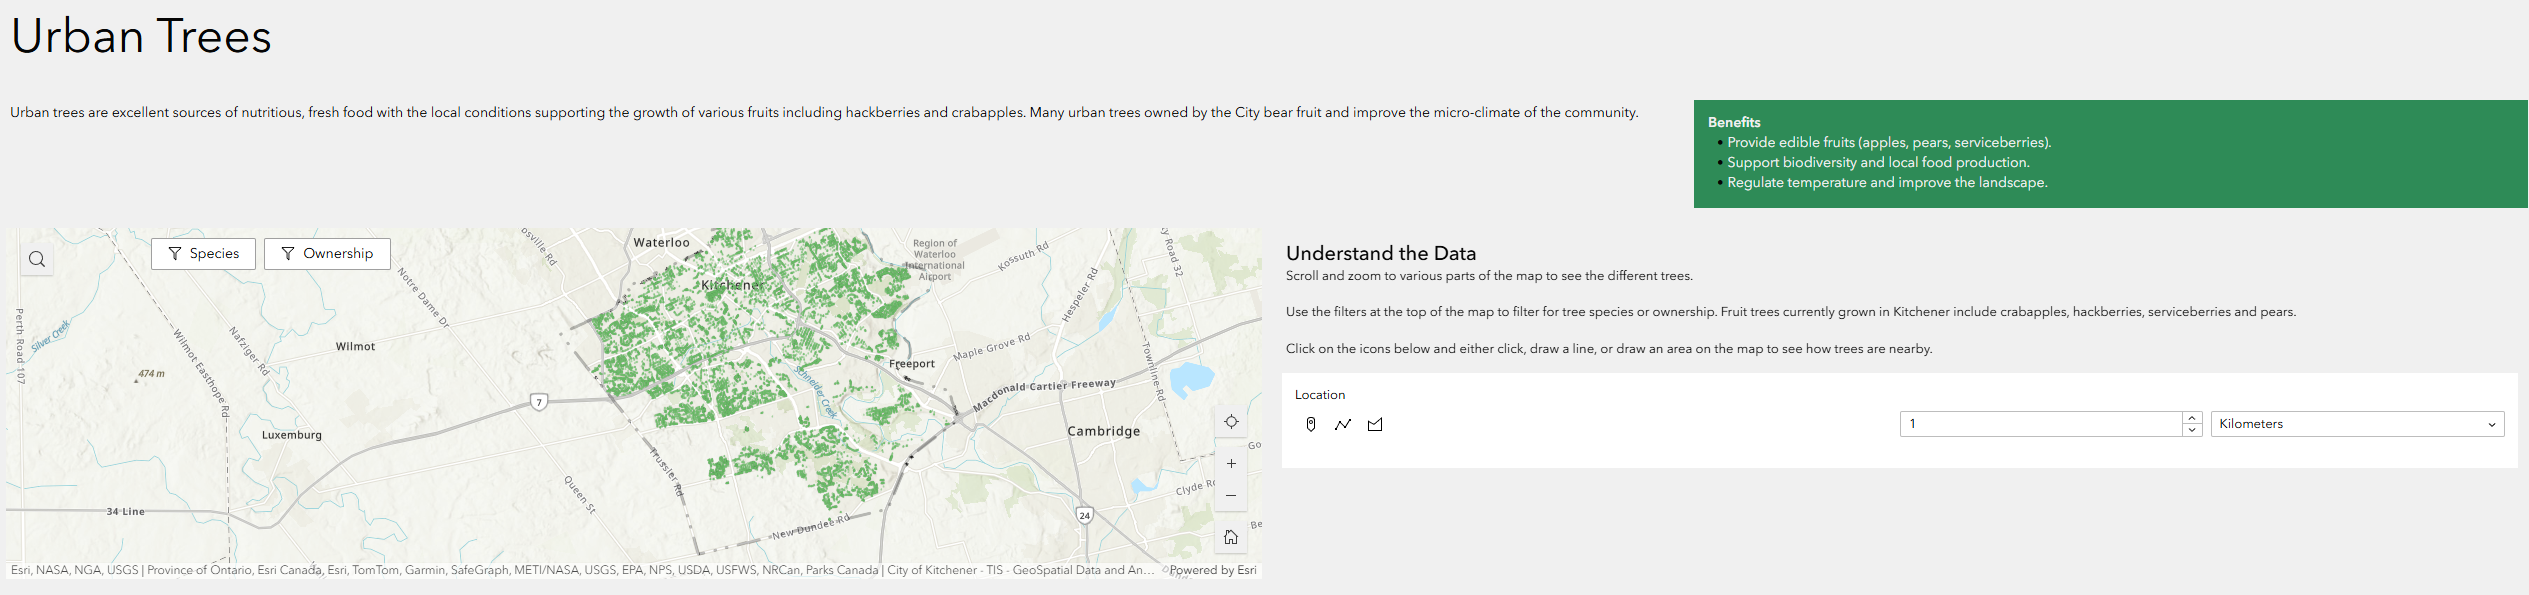 Urban Trees
Urban trees are excellent sources of nutritious, fresh food with the local conditions supporting the growth of various fruits including hackberries and crabapples. Many urban trees owned by the City bear fruit and improve the micro-climate of the community.
Benefits
• Provide edible fruits (apples, pears, serviceberries).
• Support biodiversity and local food production.
• Regulate temperature and improve the landscape.
Species
Ownership
Waterloo
Region of
Waterloo
International
Airport
Kossuth Rd
ky Road 32
osville Rd
Notre Dame Dr
Kitchener
Hespeler Rd
Perth Road 107
Silver Creek
Wilmot Easthope Rd
Nafziger Rd
Wilmot
Maple Grove Rd
Townline Rd
Freeport
474 m
Schneider Creek
Macdonald Cartier Freeway
7
Luxemburg
Cambridge
Go
Trussler Rd
Queen St
Clyde Rd
34 Line
New Dundee Rd
24
Be
Esri, NASA, NGA, USGS | Province of Ontario, Esri Canada, Esri, TomTom, Garmin, SafeGraph, METI/NASA, USGS, EPA, NPS, USDA, USFWS, NRCan, Parks Canada | City of Kitchener - TIS - GeoSpatial Data and An...
Powered by Esri
Understand the Data
Scroll and zoom to various parts of the map to see the different trees.
Use the filters at the top of the map to filter for tree species or ownership. Fruit trees currently grown in Kitchener include crabapples, hackberries, serviceberries and pears.
Click on the icons below and either click, draw a line, or draw an area on the map to see how trees are nearby.
Location
1
Kilometers